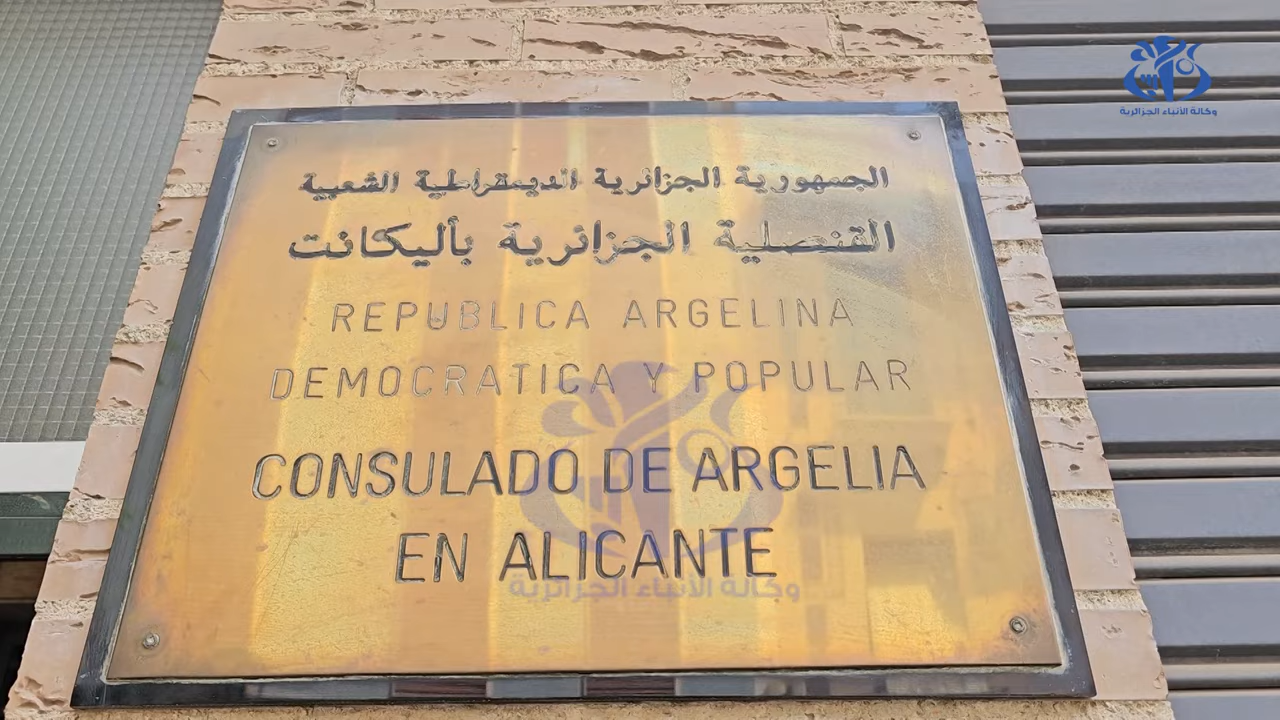 وكالة الأنباء الجزائرية
الجمهورية الجزائرية الديمقراطية الشعبية
القنصلية الجزائرية بأليكانت
REPUBLICA ARGELINA
DEMOCRATICA Y POPULAR
CONSULADO DE ARGELIA
EN ALICANTE
وكالة الأنباء الجزائرية